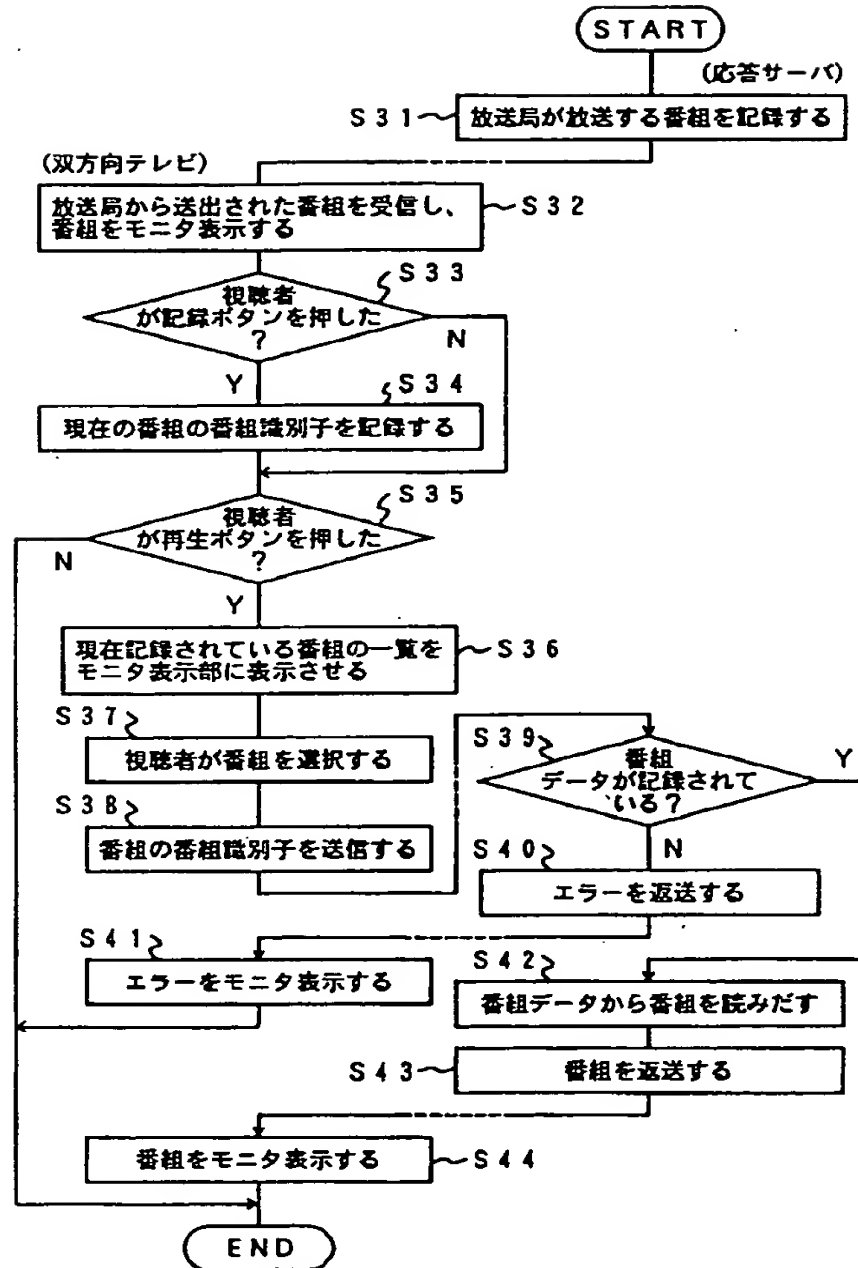 START
(応答サーバ)
S31
放送局が放送する番組を記録する
(双方向テレビ)
放送局から送出された番組を受信し、
番組をモニタ表示する
S32
S33
視聴者
が記録ボタンを押した
?
N
Y
S34
現在の番組の番組識別子を記録する
S35
視聴者
が再生ボタンを押した
?
N
Y
現在記録されている番組の一覧を
モニタ表示部に表示させる
S36
S37
視聴者が番組を選択する
S38
番組の番組識別子を送信する
S39
番組
データが記録されて
いる?
Y
N
S40
エラーを返送する
S41
エラーをモニタ表示する
S42
番組データから番組を読みだす
S43
番組を返送する
番組をモニタ表示する
S44
END